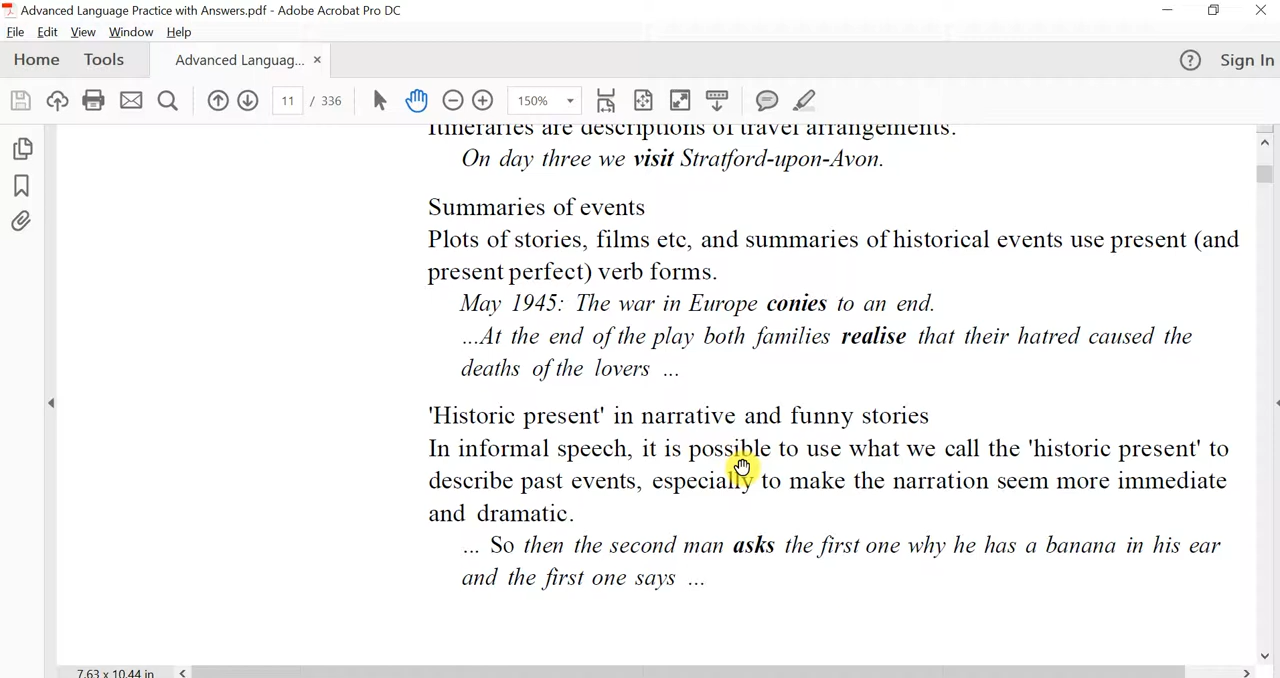 Advanced Language Practice with Answers.pdf - Adobe Acrobat Pro DC
File Edit View Window Help
Home Tools Advanced Languag... × ? Sign In
11 / 336 150%
Itineraries are descriptions of travel arrangements.
On day three we visit Stratford-upon-Avon.
Summaries of events
Plots of stories, films etc, and summaries of historical events use present (and
present perfect) verb forms.
May 1945: The war in Europe conies to an end.
...At the end of the play both families realise that their hatred caused the
deaths of the lovers ...
'Historic present' in narrative and funny stories
In informal speech, it is possible to use what we call the 'historic present' to
describe past events, especially to make the narration seem more immediate
and dramatic.
... So then the second man asks the first one why he has a banana in his ear
and the first one says ...
7.63 x 10.44 in